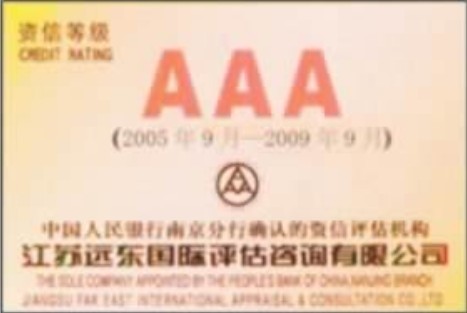 资信等级
CREDIT RATING
AAA
(2005年9月—2009年9月)
中国人民银行南京分行确认的资信评估机构
江苏远东国际评估咨询有限公司
THE SOLE COMPANY APPOINTED BY THE PEOPLE'S BANK OF CHINA,NANJING BRANCH
JIANGSU FAR EAST INTERNATIONAL APPRAISAL & CONSULTATION CO.,LTD